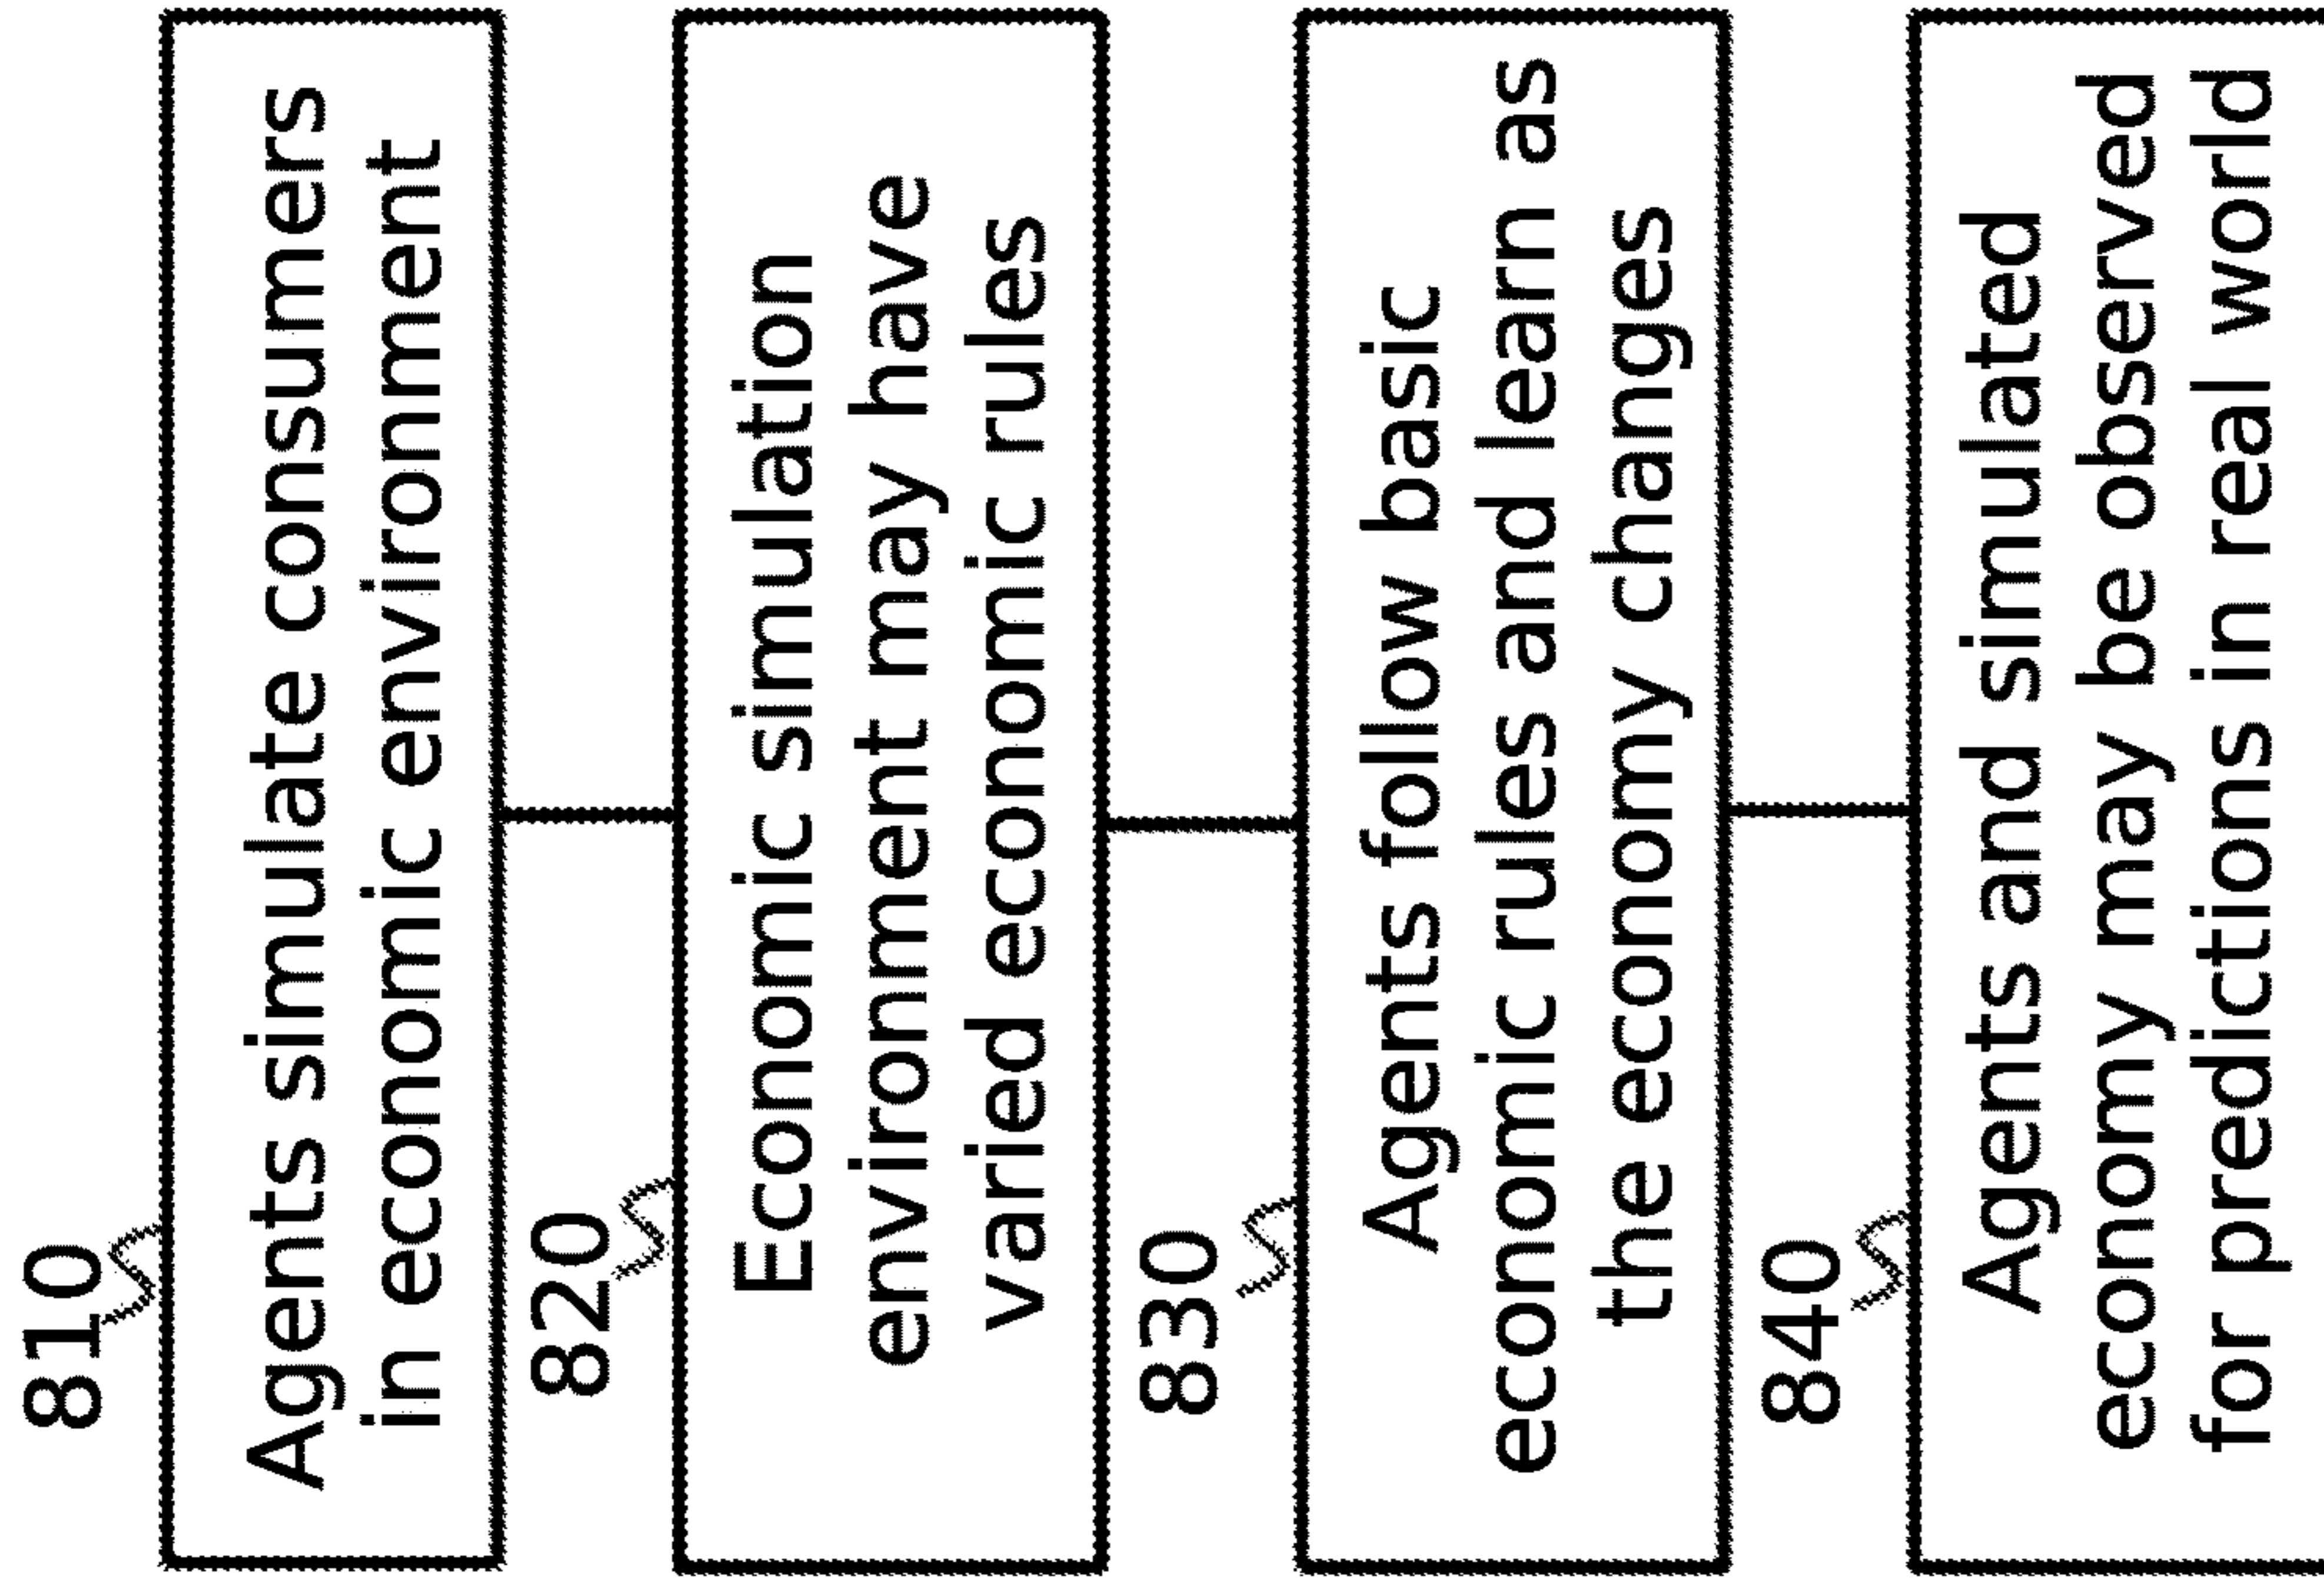 810
Agents simulate consumers
in economic environment
820
Economic simulation
environment may have
varied economic rules
830
Agents follow basic
economic rules and learn as
the economy changes
840
Agents and simulated
economy may be observed
for predictions in real world